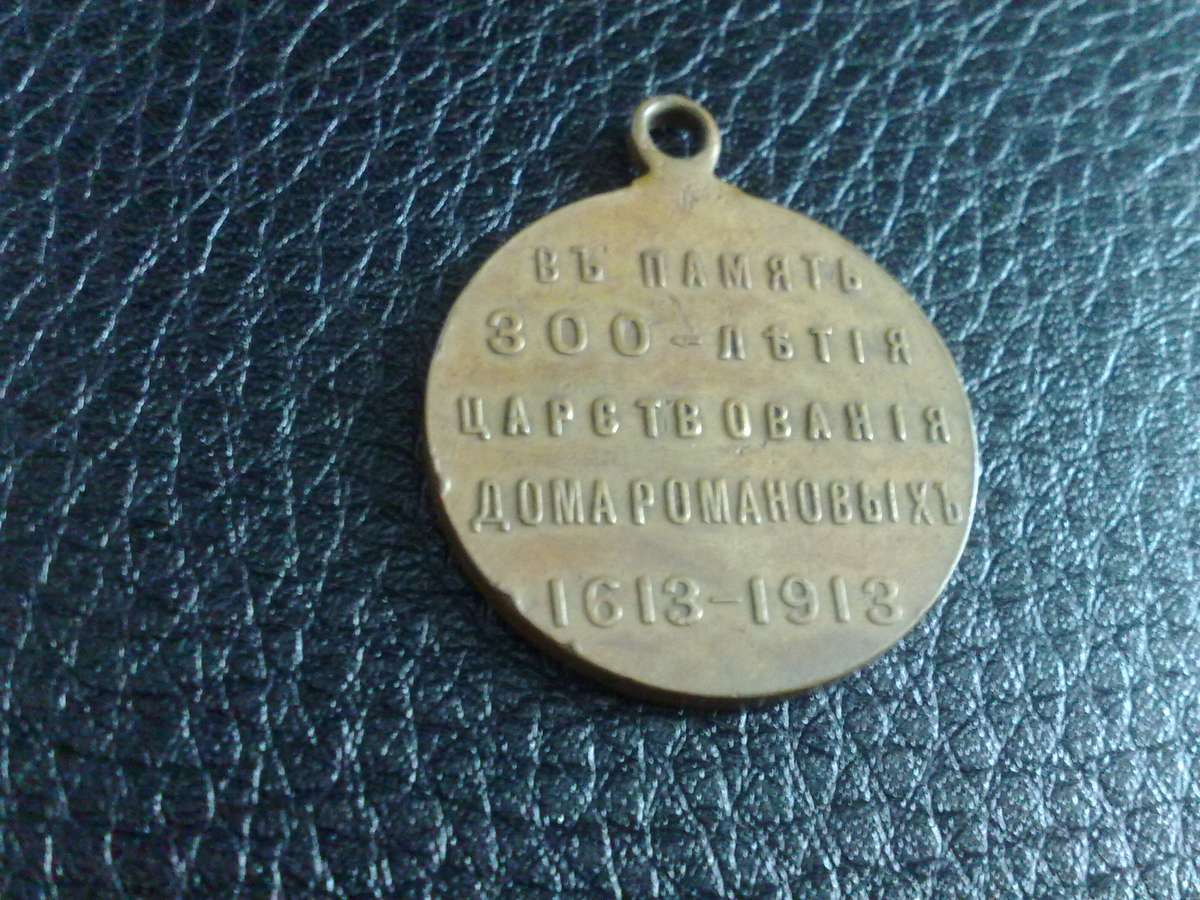 ВЪ ПАМЯТЬ
300-ЛѢТІЯ
ЦАРСТВОВАНІЯ
ДОМА РОМАНОВЫХЪ
1613-1913